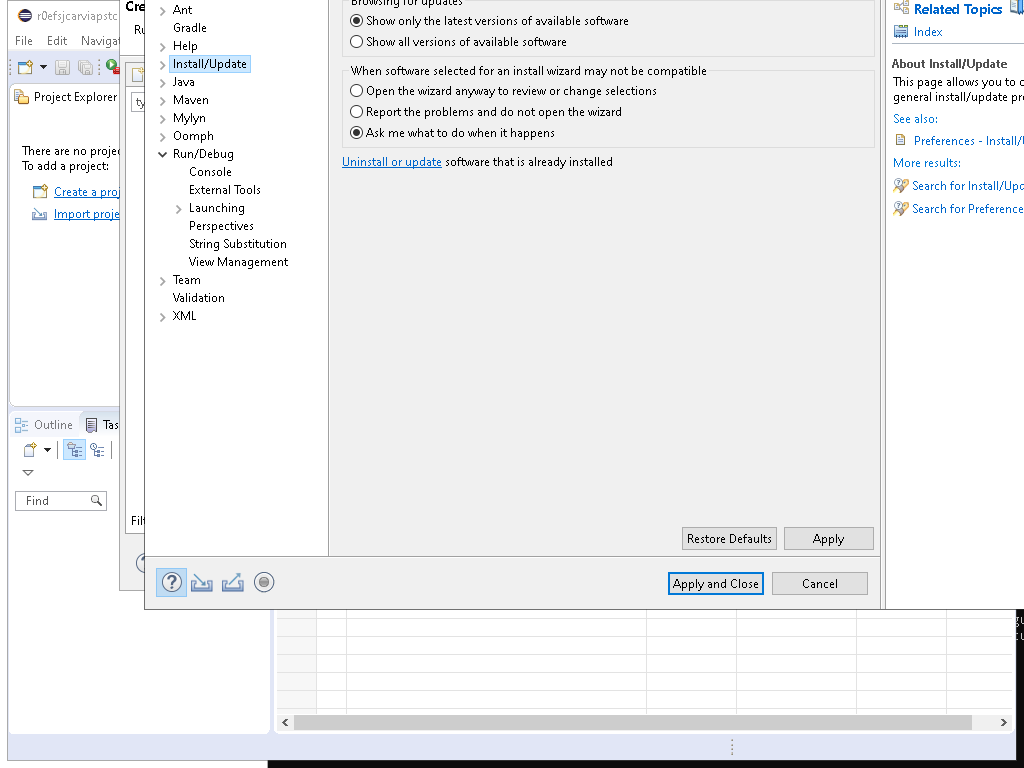 r0efsjcarviapstc
File Edit Navigat
Project Explorer
There are no projec
To add a project:
Create a proj
Import proje
Outline
Tas
Find
Cre
Ru
ty
Filt
Ant
Gradle
Help
Install/Update
Java
Maven
Mylyn
Oomph
Run/Debug
Console
External Tools
Launching
Perspectives
String Substitution
View Management
Team
Validation
XML
Browsing for updates
Show only the latest versions of available software
Show all versions of available software
When software selected for an install wizard may not be compatible
Open the wizard anyway to review or change selections
Report the problems and do not open the wizard
Ask me what to do when it happens
Uninstall or update software that is already installed
Restore Defaults
Apply
Apply and Close
Cancel
Related Topics
Index
About Install/Update
This page allows you to c
general install/update pr
See also:
Preferences - Install/U
More results:
Search for Install/Upd
Search for Preference